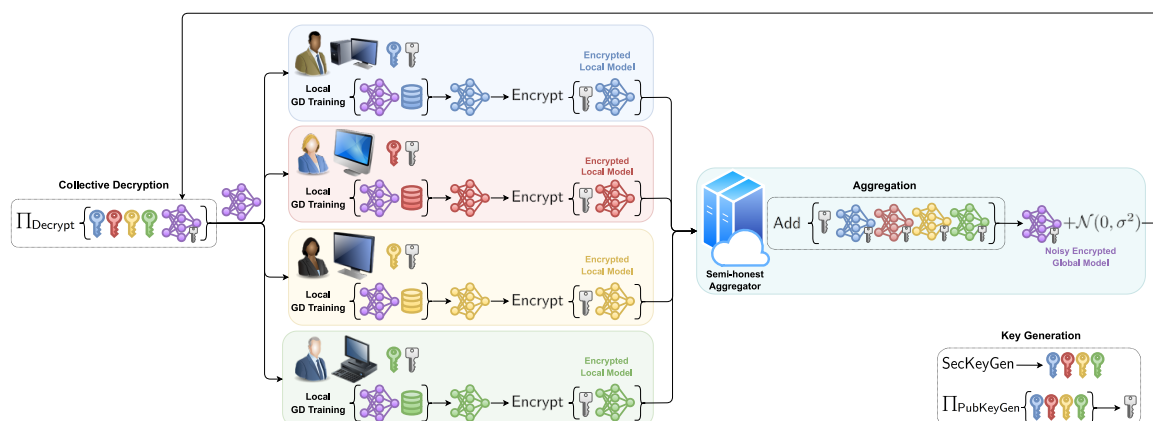 Collective Decryption
Π_Decrypt
Encrypted
Local Model
Local
GD Training
Encrypt
Encrypted
Local Model
Local
GD Training
Encrypt
Encrypted
Local Model
Local
GD Training
Encrypt
Encrypted
Local Model
Local
GD Training
Encrypt
Aggregation
Add
+N(0, σ²)
Noisy Encrypted
Global Model
Semi-honest
Aggregator
Key Generation
SecKeyGen
Π_PubKeyGen